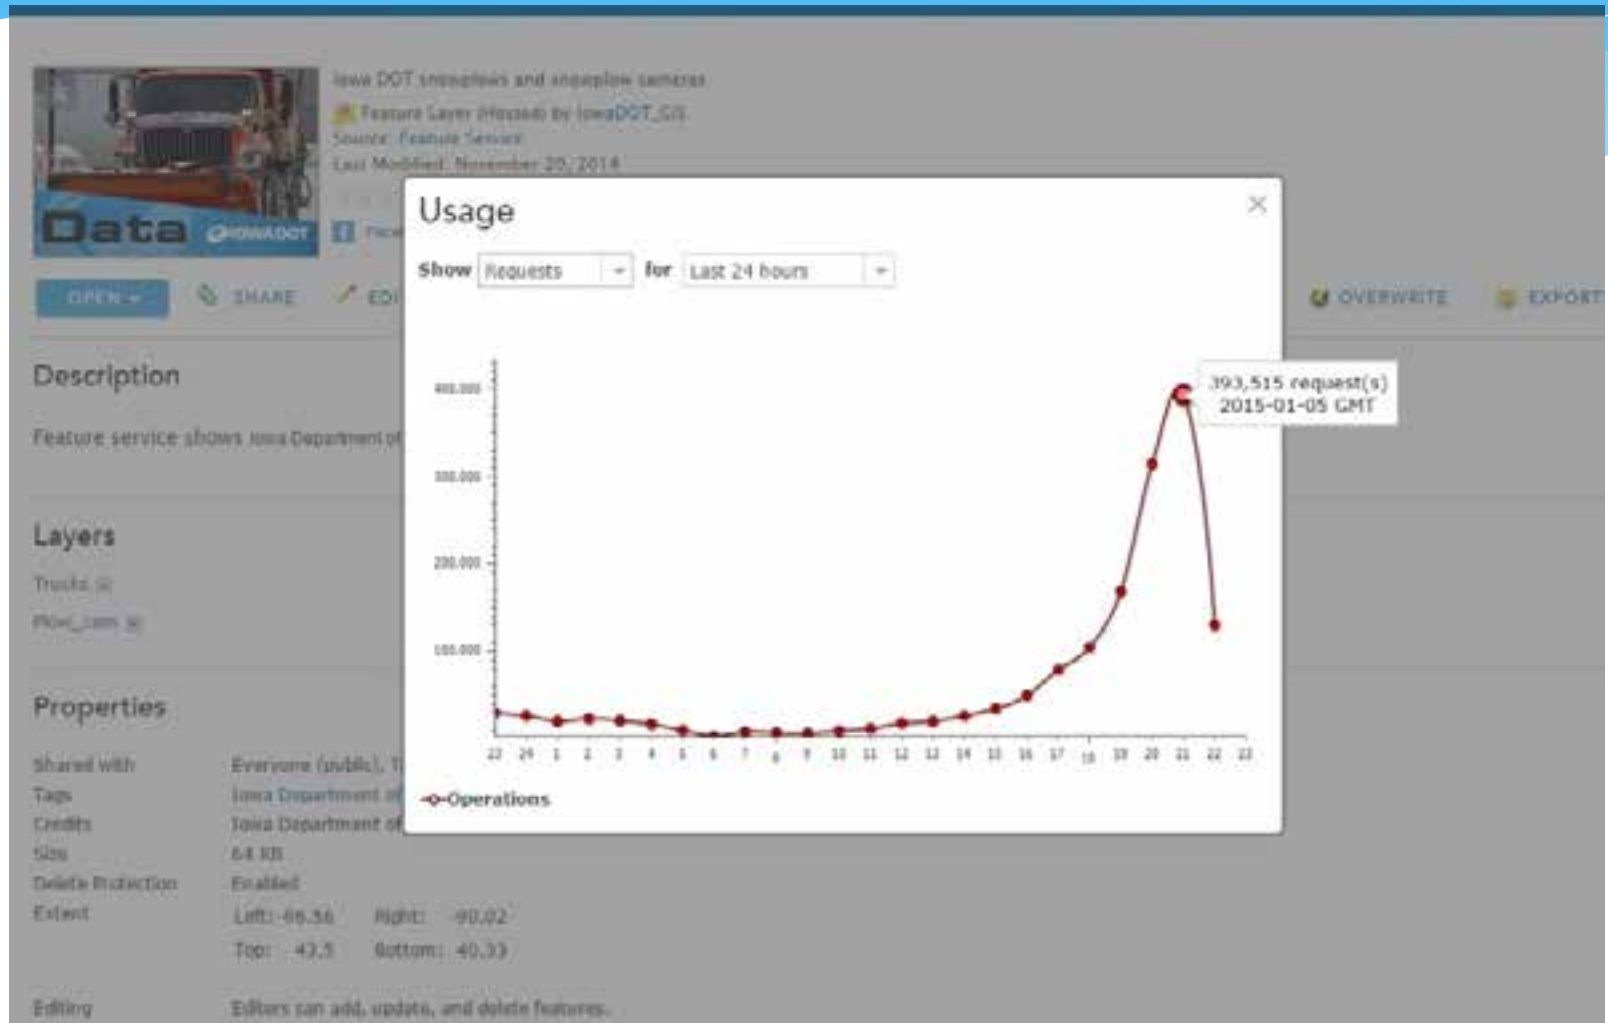 Iowa DOT snowplows and snowplow cameras
Feature Layer (Hosted) by IowaDOT_GIS
Source: Feature Service
Last Modified: November 20, 2014
Data IOWADOT
Usage
Show Requests for Last 24 hours
OPEN SHARE OVERWRITE EXPORT
393,515 request(s)
2015-01-05 GMT
400,000
300,000
200,000
100,000
23 24 1 2 3 4 5 6 7 8 9 10 11 12 13 14 15 16 17 18 19 20 21 22 23
Operations
Description
Feature service shows Iowa Department of
Layers
Trucks
Plow_cam
Properties
Shared with Everyone (public),
Tags Iowa Department of
Credits Iowa Department of
Size 64 KB
Delete Protection Enabled
Extent Left: -96.56 Right: -90.02
Top: 43.5 Bottom: 40.33
Editing Editors can add, update, and delete features.